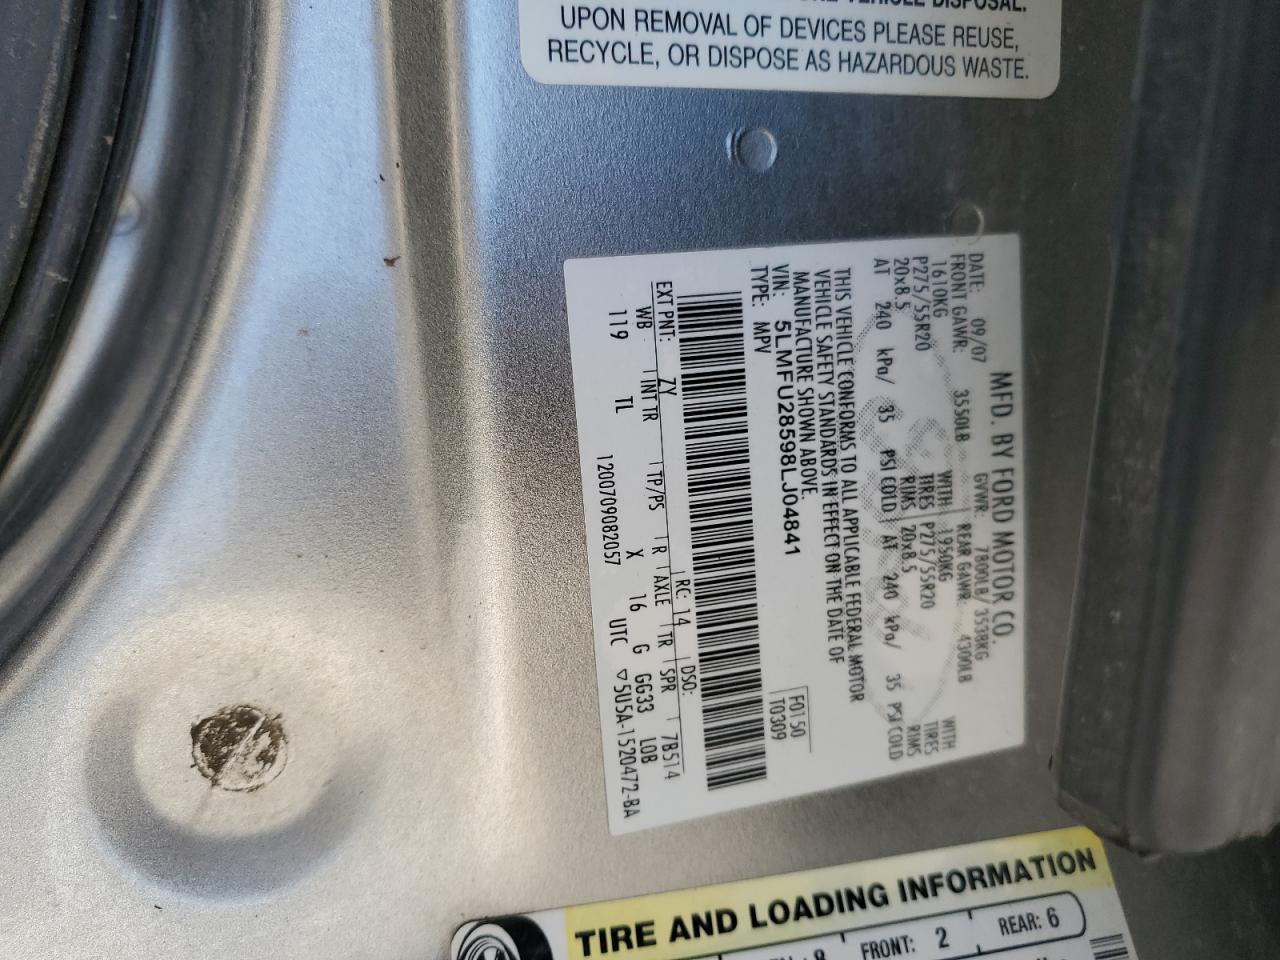 UPON REMOVAL OF DEVICES PLEASE REUSE,
RECYCLE, OR DISPOSE AS HAZARDOUS WASTE.
MFD. BY FORD MOTOR CO.
DATE: 09/07 GVWR: 7800LB/ 3538KG
FRONT GAWR: 3550LB REAR GAWR: 4300LB
1610KG WITH 1950KG WITH
P275/55R20 TIRES P275/55R20 TIRES
20x8.5 RIMS 20x8.5 RIMS
AT 240 kPa/ 35 PSI COLD AT 240 kPa/ 35 PSI COLD
THIS VEHICLE CONFORMS TO ALL APPLICABLE FEDERAL MOTOR
VEHICLE SAFETY STANDARDS IN EFFECT ON THE DATE OF
MANUFACTURE SHOWN ABOVE.
VIN: 5LMFU28598LJ04841 F0150
TYPE: MPV T0309
EXT PNT: ZY RC: 14 DSO:
WB INT TR TP/PS R AXLE TR SPR 7B514
119 TL X 16 G GG33 LOB
1200709082057 UTC ▽5U5A-1520472-BA
TIRE AND LOADING INFORMATION
FRONT: 2 REAR: 6